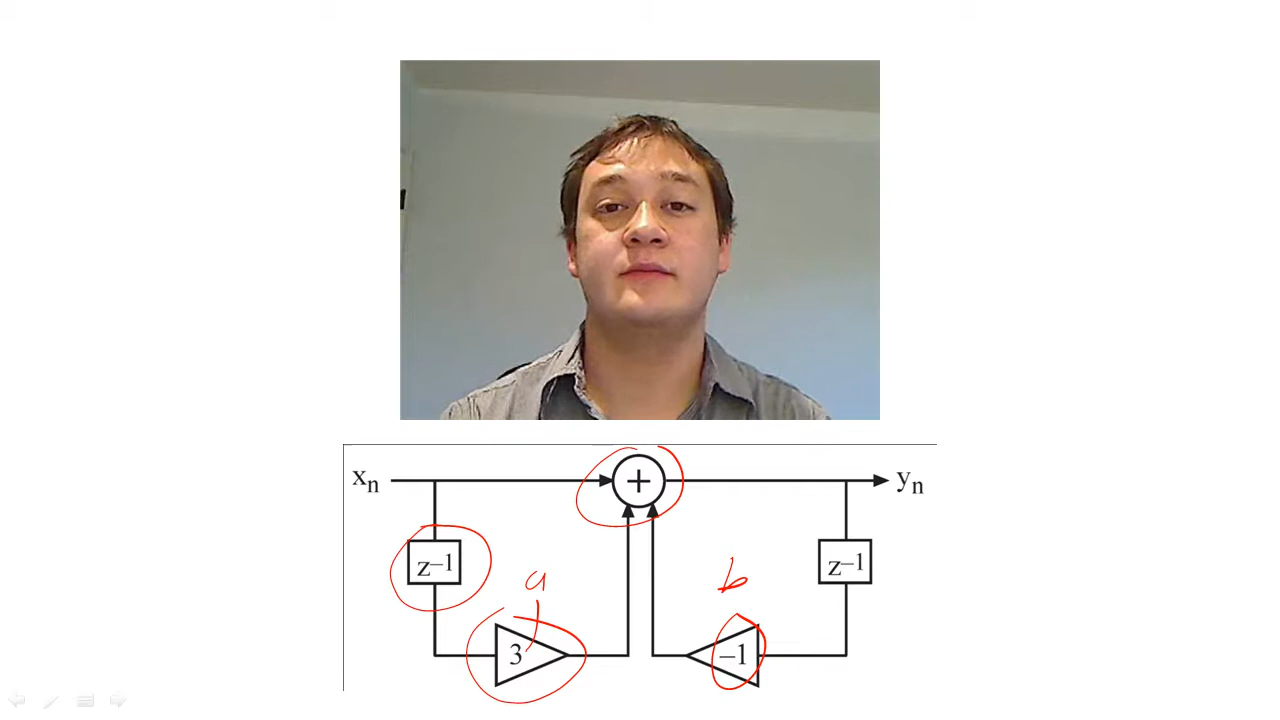 xₙ + yₙ
z⁻¹ a b z⁻¹
3 −1